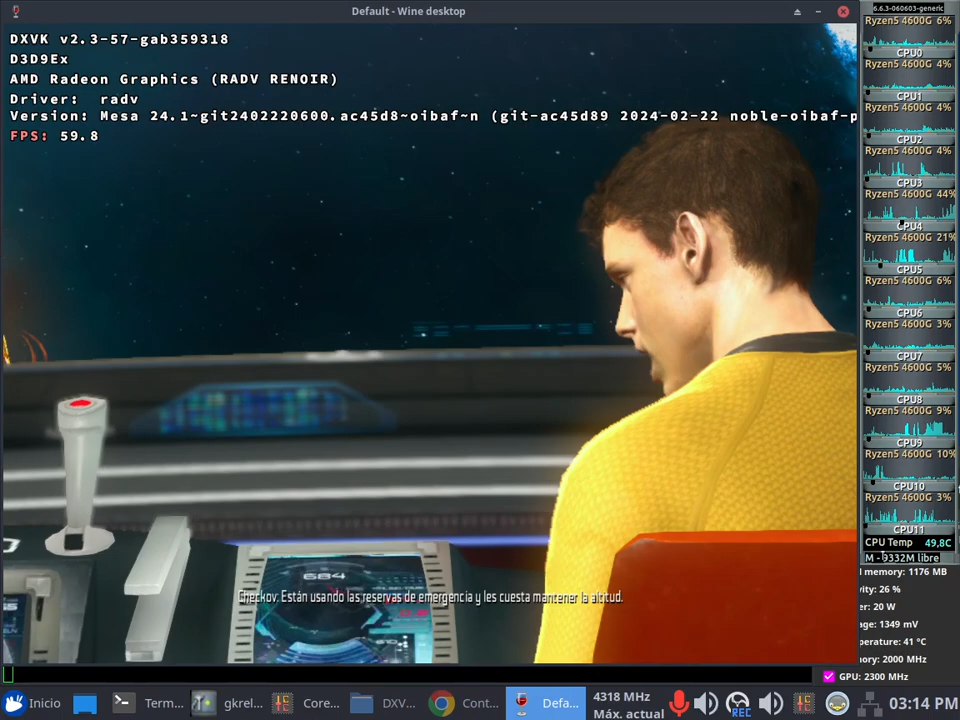 Default - Wine desktop
DXVK v2.3-57-gab359318
D3D9Ex
AMD Radeon Graphics (RADV RENOIR)
Driver: radv
Version: Mesa 24.1~git2402220600.ac45d8~oibaf~n (git-ac45d89 2024-02-22 noble-oibaf-p
FPS: 59.8
684
Checkov: Están usando las reservas de emergencia y les cuesta mantener la altitud.
6.6.3-060603-generic
Ryzen5 4600G 6%
CPU0
Ryzen5 4600G 4%
CPU1
Ryzen5 4600G 4%
CPU2
Ryzen5 4600G 4%
CPU3
Ryzen5 4600G 44%
CPU4
Ryzen5 4600G 21%
CPU5
Ryzen5 4600G 6%
CPU6
Ryzen5 4600G 3%
CPU7
Ryzen5 4600G 5%
CPU8
Ryzen5 4600G 9%
CPU9
Ryzen5 4600G 10%
CPU10
Ryzen5 4600G 3%
CPU11
CPU Temp 49,8C
M - 9332M libre
l memory: 1176 MB
vity: 26 %
er: 20 W
age: 1349 mV
perature: 41 °C
nory: 2000 MHz
GPU: 2300 MHz
Inicio
Term...
gkrel...
Core...
DXV...
Cont...
Defa...
4318 MHz
Máx. actual
REC
03:14 PM